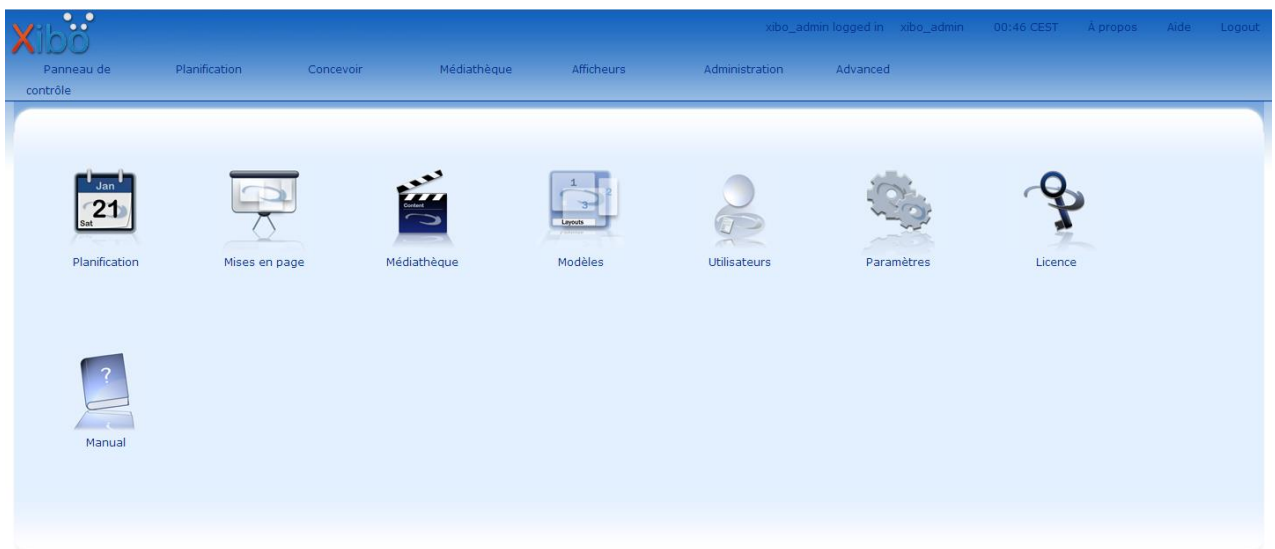 Xibö
xibo_admin logged in xibo_admin 00:46 CEST À propos Aide Logout
Panneau de contrôle Planification Concevoir Médiathèque Afficheurs Administration Advanced
Jan
21
Sat
Content
1
2
3
Layouts
Planification Mises en page Médiathèque Modèles Utilisateurs Paramètres Licence
?
Manual